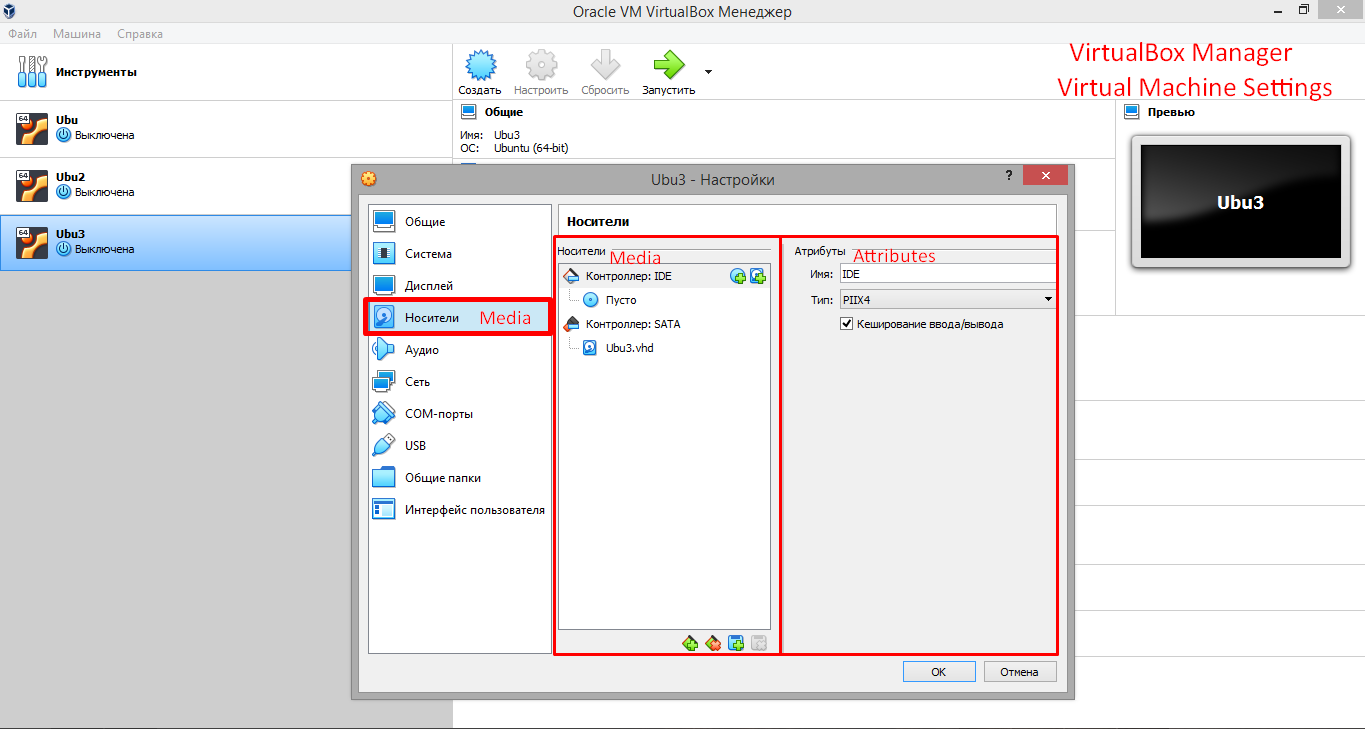 Oracle VM VirtualBox Менеджер
Файл Машина Справка
Инструменты
Создать Настроить Сбросить Запустить
VirtualBox Manager
Virtual Machine Settings
64 Ubu
Выключена
64 Ubu2
Выключена
64 Ubu3
Выключена
Общие
Имя: Ubu3
ОС: Ubuntu (64-bit)
Превью
Ubu3
Ubu3 - Настройки
?
Общие
Система
Дисплей
Носители Media
Аудио
Сеть
COM-порты
USB
Общие папки
Интерфейс пользователя
Носители
Носители Media
Контроллер: IDE
Пусто
Контроллер: SATA
Ubu3.vhd
Атрибуты Attributes
Имя: IDE
Тип: PIIX4
Кеширование ввода/вывода
OK Отмена